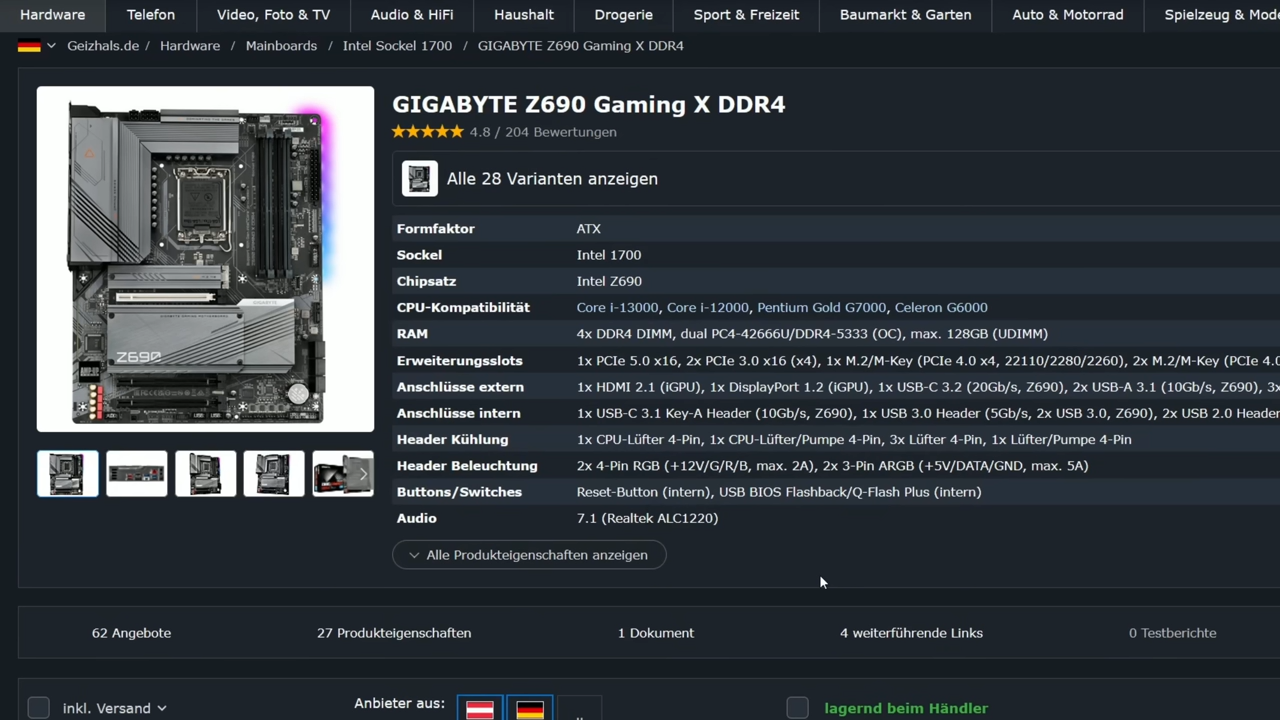 Hardware
Telefon
Video, Foto & TV
Audio & HiFi
Haushalt
Drogerie
Sport & Freizeit
Baumarkt & Garten
Auto & Motorrad
Spielzeug & Mode
Geizhals.de / Hardware / Mainboards / Intel Sockel 1700 / GIGABYTE Z690 Gaming X DDR4
GIGABYTE Z690 Gaming X DDR4
4.8 / 204 Bewertungen
Alle 28 Varianten anzeigen
Formfaktor ATX
Sockel Intel 1700
Chipsatz Intel Z690
CPU-Kompatibilität Core i-13000, Core i-12000, Pentium Gold G7000, Celeron G6000
RAM 4x DDR4 DIMM, dual PC4-42666U/DDR4-5333 (OC), max. 128GB (UDIMM)
Erweiterungsslots 1x PCIe 5.0 x16, 2x PCIe 3.0 x16 (x4), 1x M.2/M-Key (PCIe 4.0 x4, 22110/2280/2260), 2x M.2/M-Key (PCIe 4.0
Anschlüsse extern 1x HDMI 2.1 (iGPU), 1x DisplayPort 1.2 (iGPU), 1x USB-C 3.2 (20Gb/s, Z690), 2x USB-A 3.1 (10Gb/s, Z690), 3x
Anschlüsse intern 1x USB-C 3.1 Key-A Header (10Gb/s, Z690), 1x USB 3.0 Header (5Gb/s, 2x USB 3.0, Z690), 2x USB 2.0 Header
Header Kühlung 1x CPU-Lüfter 4-Pin, 1x CPU-Lüfter/Pumpe 4-Pin, 3x Lüfter 4-Pin, 1x Lüfter/Pumpe 4-Pin
Header Beleuchtung 2x 4-Pin RGB (+12V/G/R/B, max. 2A), 2x 3-Pin ARGB (+5V/DATA/GND, max. 5A)
Buttons/Switches Reset-Button (intern), USB BIOS Flashback/Q-Flash Plus (intern)
Audio 7.1 (Realtek ALC1220)
Alle Produkteigenschaften anzeigen
Z690
62 Angebote
27 Produkteigenschaften
1 Dokument
4 weiterführende Links
0 Testberichte
inkl. Versand
Anbieter aus:
lagernd beim Händler